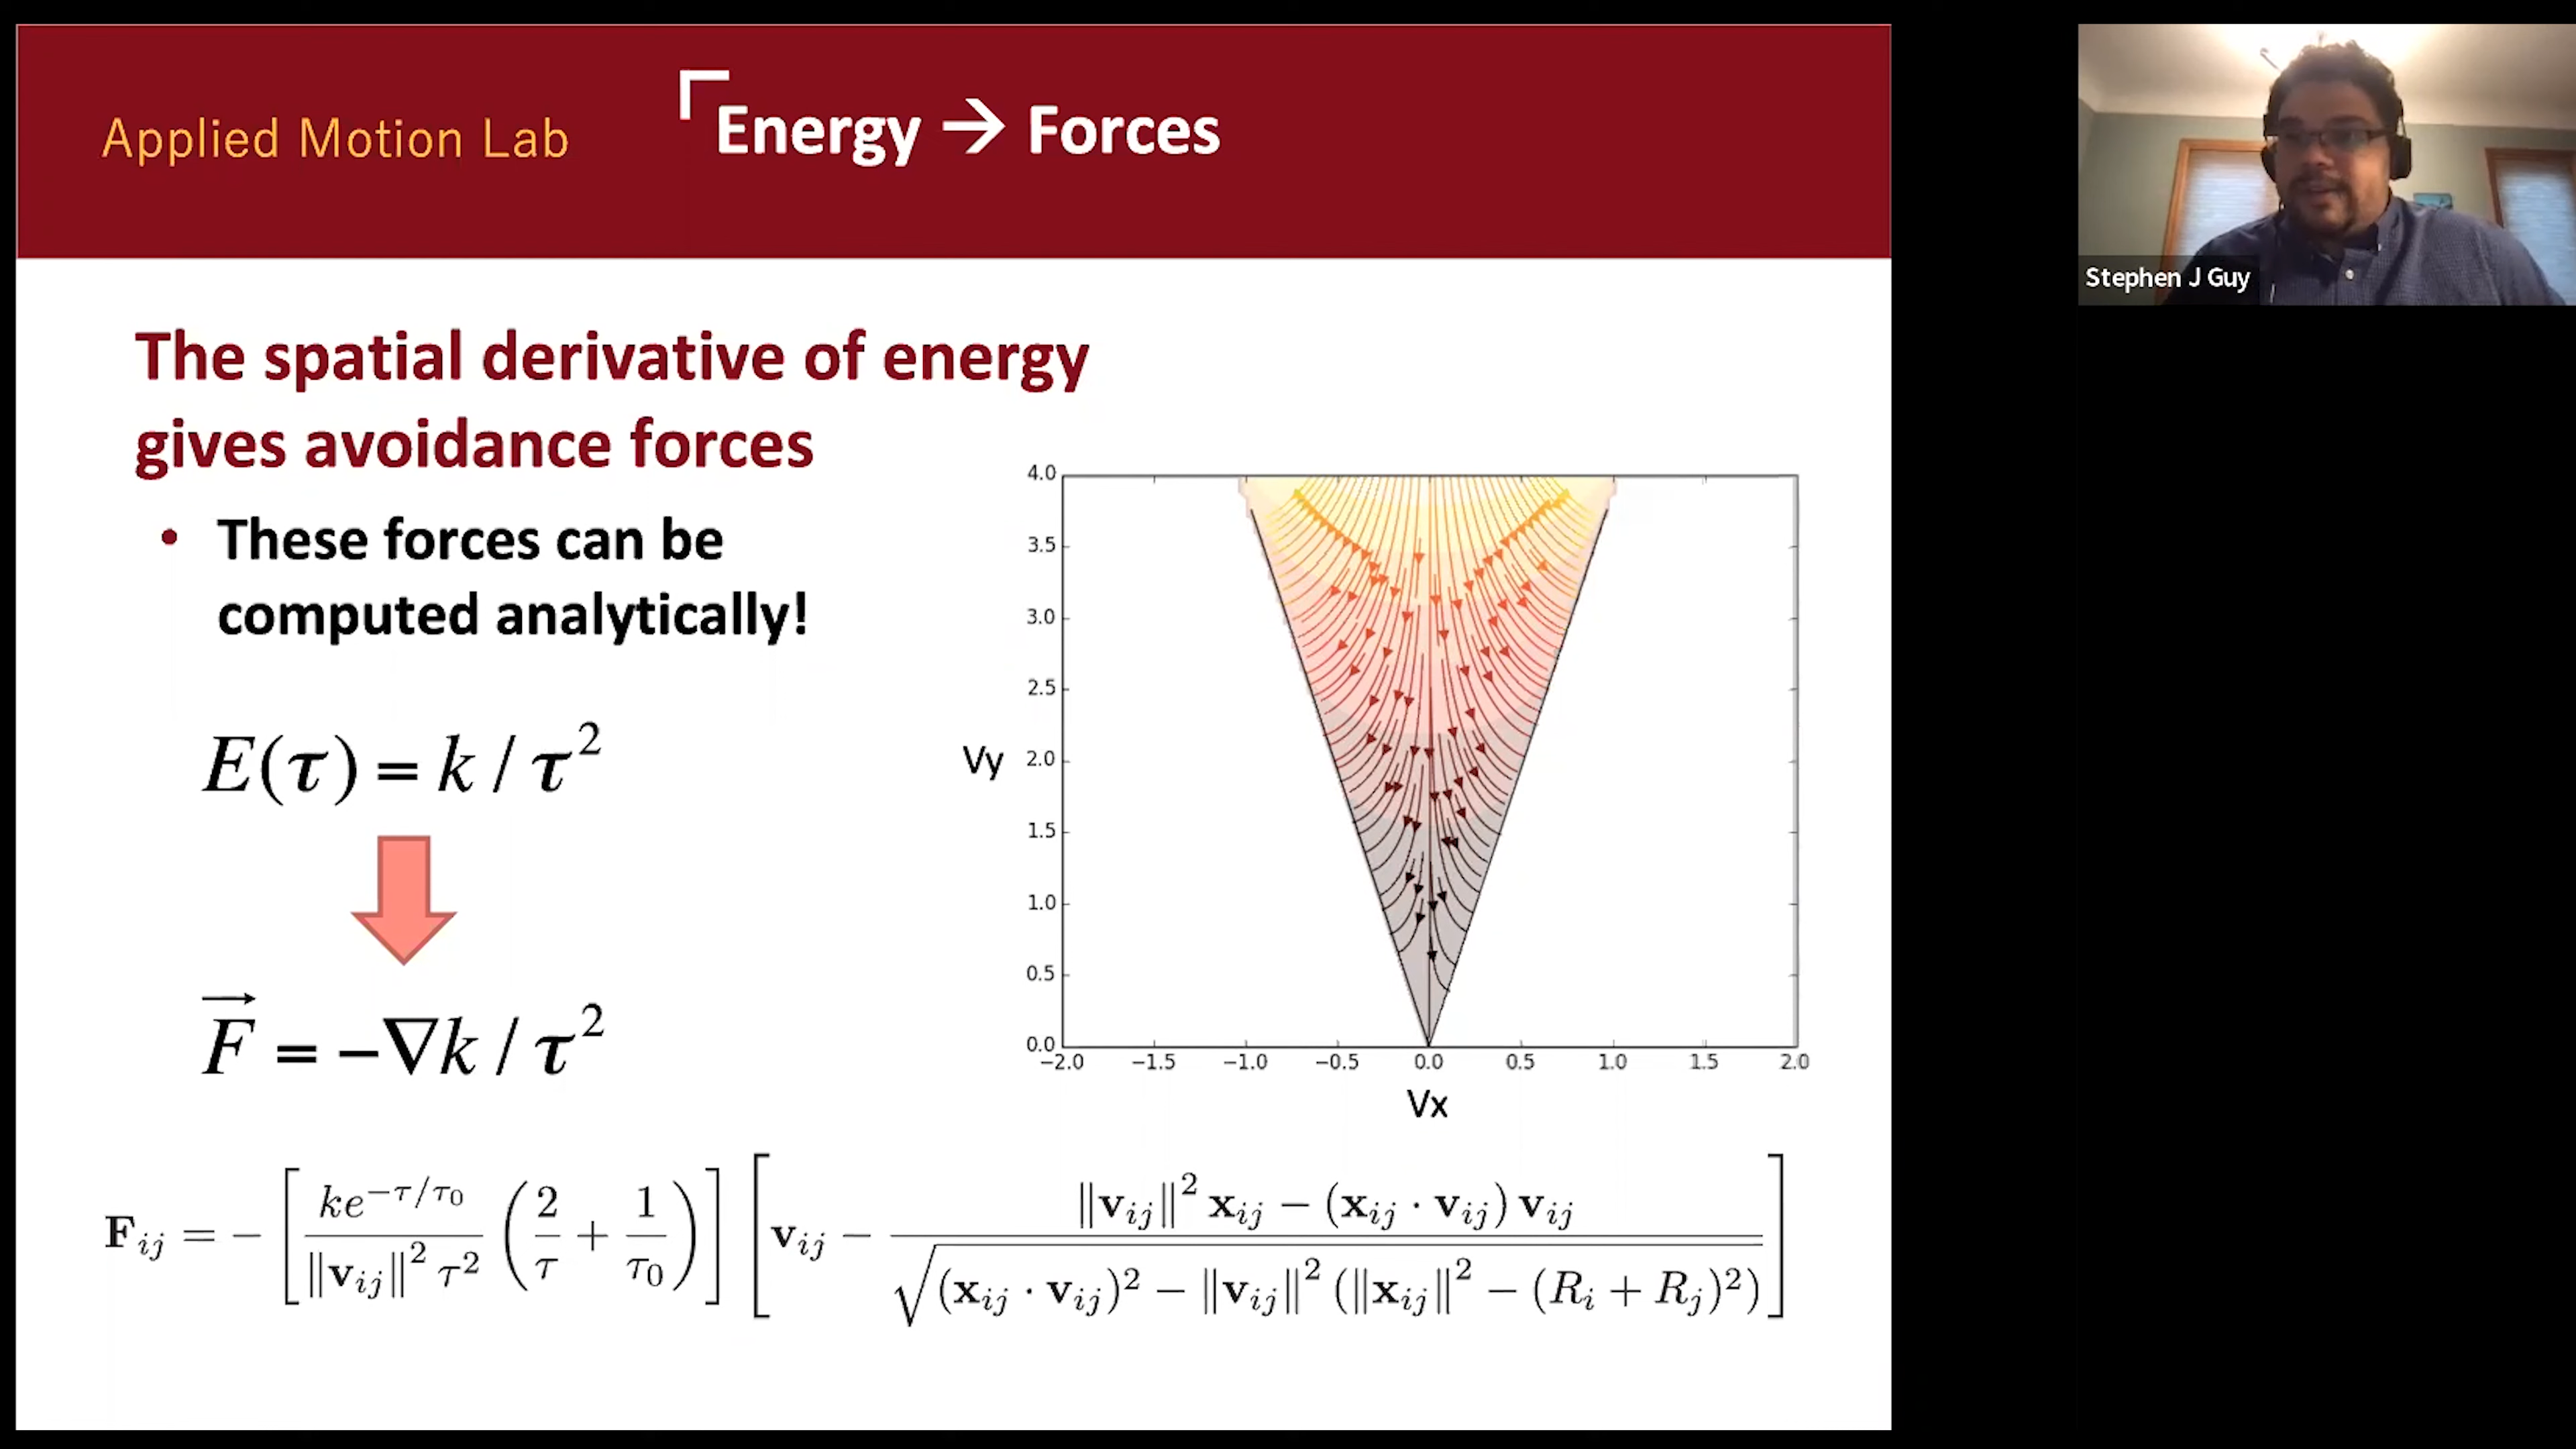 Applied Motion Lab
Energy → Forces
Stephen J Guy
The spatial derivative of energy
gives avoidance forces
• These forces can be
computed analytically!
E(τ) = k / τ²
F⃗ = −∇k / τ²
4.0
3.5
3.0
2.5
Vy 2.0
1.5
1.0
0.5
0.0
−2.0 −1.5 −1.0 −0.5 0.0 0.5 1.0 1.5 2.0
Vx
F_ij = − [ (ke^{−τ/τ₀} / (‖v_ij‖² τ²)) (2/τ + 1/τ₀) ] [ v_ij − (‖v_ij‖² x_ij − (x_ij · v_ij) v_ij) / √((x_ij · v_ij)² − ‖v_ij‖² (‖x_ij‖² − (R_i + R_j)²)) ]